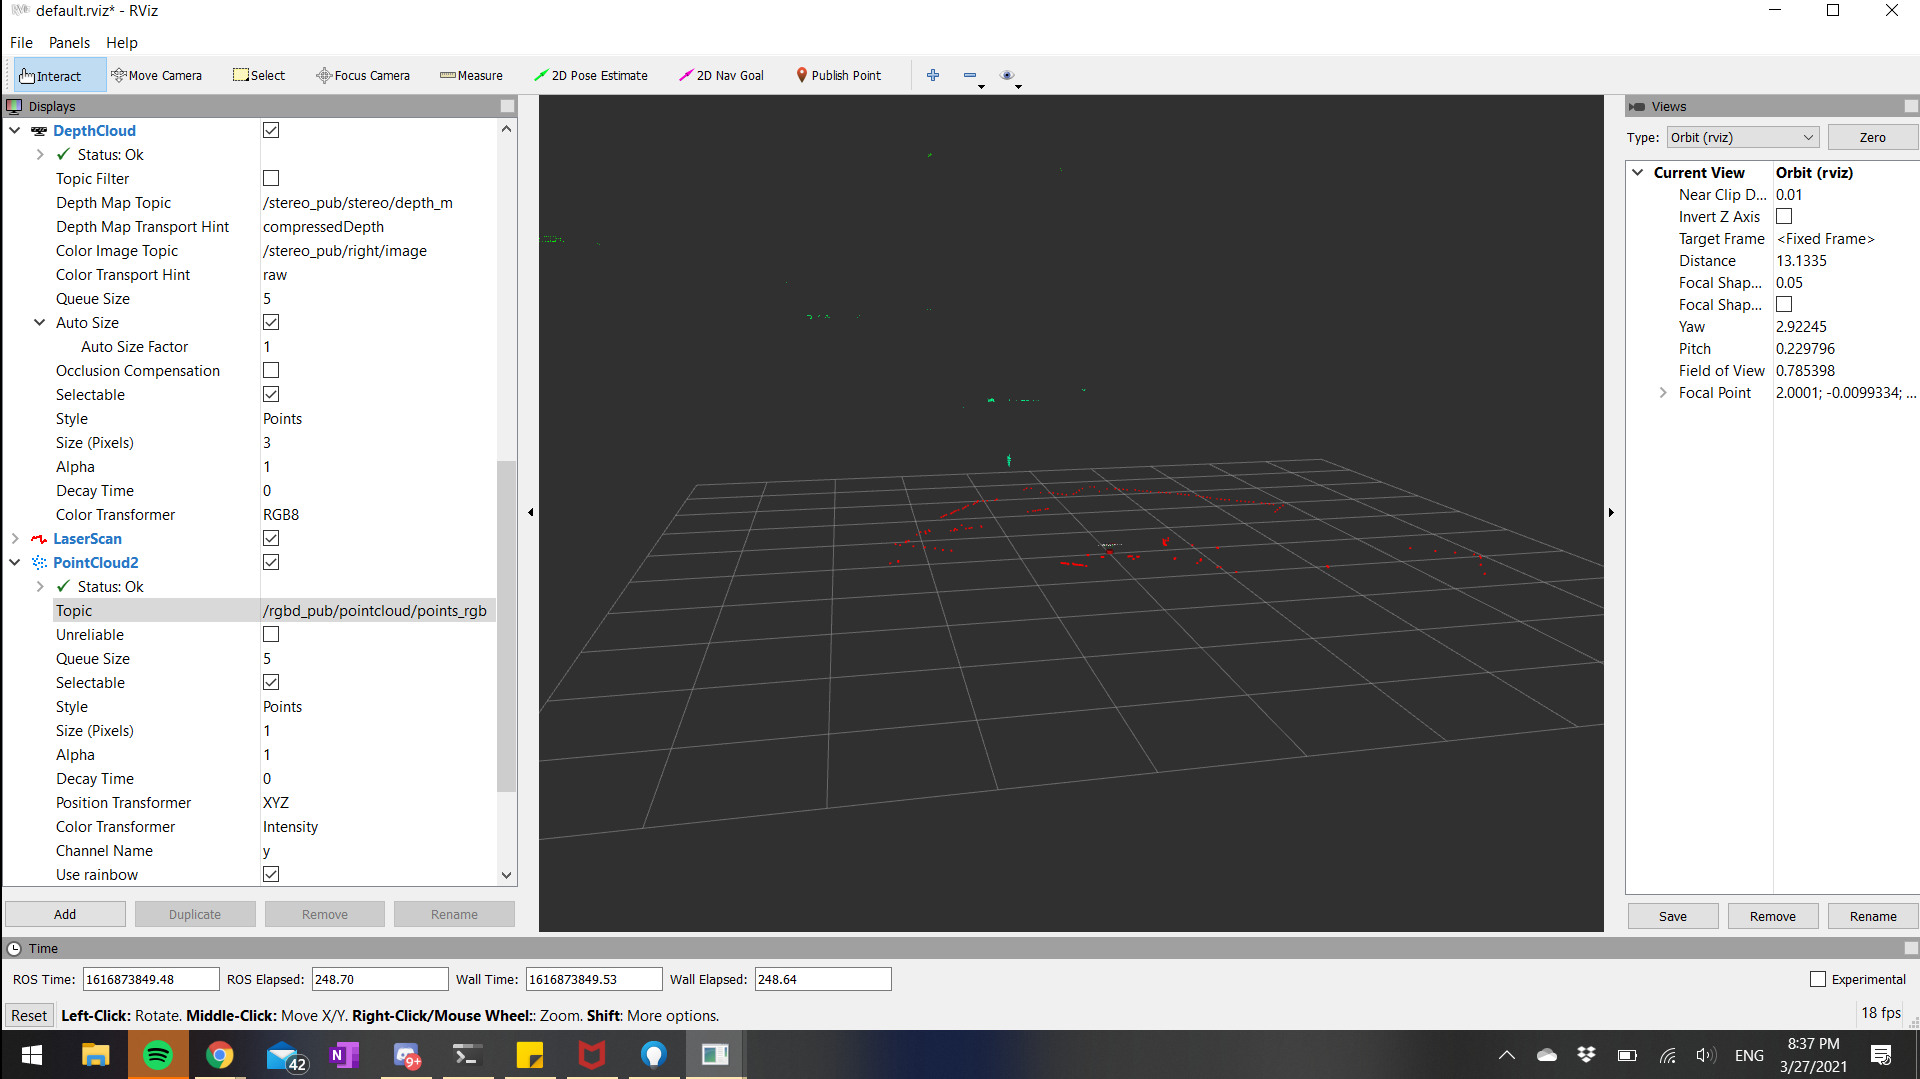 default.rviz* - RViz
File Panels Help
Interact Move Camera Select Focus Camera Measure 2D Pose Estimate 2D Nav Goal Publish Point
Displays
DepthCloud
Status: Ok
Topic Filter
Depth Map Topic /stereo_pub/stereo/depth_m
Depth Map Transport Hint compressedDepth
Color Image Topic /stereo_pub/right/image
Color Transport Hint raw
Queue Size 5
Auto Size
Auto Size Factor 1
Occlusion Compensation
Selectable
Style Points
Size (Pixels) 3
Alpha 1
Decay Time 0
Color Transformer RGB8
LaserScan
PointCloud2
Status: Ok
Topic /rgbd_pub/pointcloud/points_rgb
Unreliable
Queue Size 5
Selectable
Style Points
Size (Pixels) 1
Alpha 1
Decay Time 0
Position Transformer XYZ
Color Transformer Intensity
Channel Name y
Use rainbow
Add Duplicate Remove Rename
Views
Type: Orbit (rviz) Zero
Current View Orbit (rviz)
Near Clip D... 0.01
Invert Z Axis
Target Frame <Fixed Frame>
Distance 13.1335
Focal Shap... 0.05
Focal Shap...
Yaw 2.92245
Pitch 0.229796
Field of View 0.785398
Focal Point 2.0001; -0.0099334; ...
Save Remove Rename
Time
ROS Time: 1616873849.48 ROS Elapsed: 248.70 Wall Time: 1616873849.53 Wall Elapsed: 248.64 Experimental
Reset Left-Click: Rotate. Middle-Click: Move X/Y. Right-Click/Mouse Wheel:: Zoom. Shift: More options. 18 fps
42 9+ ENG 8:37 PM
3/27/2021